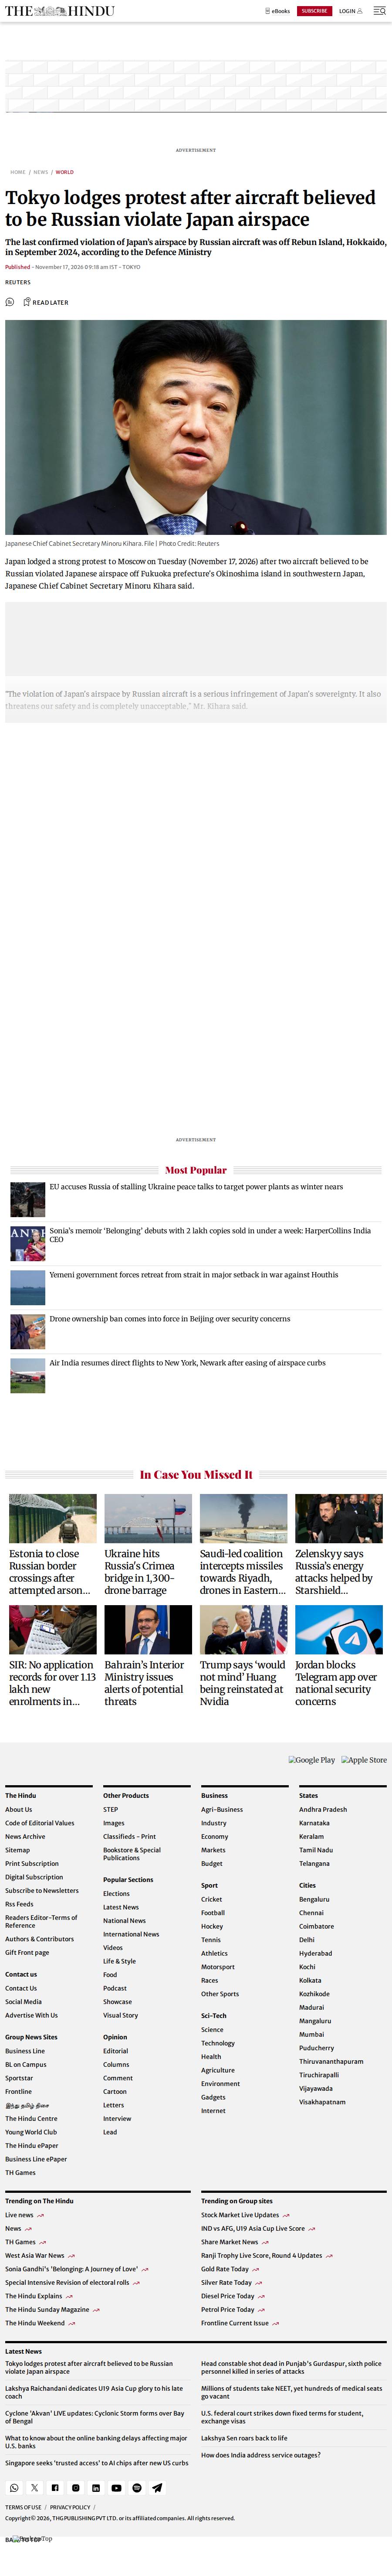 THE HINDU
eBooks
SUBSCRIBE
LOGIN
ADVERTISEMENT
HOME / NEWS / WORLD
Tokyo lodges protest after aircraft believed
to be Russian violate Japan airspace
The last confirmed violation of Japan’s airspace by Russian aircraft was off Rebun Island, Hokkaido,
in September 2024, according to the Defence Ministry
Published - November 17, 2026 09:18 am IST - TOKYO
REUTERS
READ LATER
Japanese Chief Cabinet Secretary Minoru Kihara. File | Photo Credit: Reuters
Japan lodged a strong protest to Moscow on Tuesday (November 17, 2026) after two aircraft believed to be
Russian violated Japanese airspace off Fukuoka prefecture’s Okinoshima island in southwestern Japan,
Japanese Chief Cabinet Secretary Minoru Kihara said.
“The violation of Japan’s airspace by Russian aircraft is a serious infringement of Japan’s sovereignty. It also
threatens our safety and is completely unacceptable,” Mr. Kihara said.
ADVERTISEMENT
Most Popular
EU accuses Russia of stalling Ukraine peace talks to target power plants as winter nears
Sonia’s memoir ‘Belonging’ debuts with 2 lakh copies sold in under a week: HarperCollins India
CEO
Yemeni government forces retreat from strait in major setback in war against Houthis
Drone ownership ban comes into force in Beijing over security concerns
Air India resumes direct flights to New York, Newark after easing of airspace curbs
In Case You Missed It
Estonia to close
Russian border
crossings after
attempted arson...
Ukraine hits
Russia's Crimea
bridge in 1,300-
drone barrage
Saudi-led coalition
intercepts missiles
towards Riyadh,
drones in Eastern...
Zelenskyy says
Russia’s energy
attacks helped by
Starshield...
SIR: No application
records for over 1.13
lakh new
enrolments in...
Bahrain’s Interior
Ministry issues
alerts of potential
threats
Trump says ‘would
not mind’ Huang
being reinstated at
Nvidia
Jordan blocks
Telegram app over
national security
concerns
Google Play
Apple Store
The Hindu
About Us
Code of Editorial Values
News Archive
Sitemap
Print Subscription
Digital Subscription
Subscribe to Newsletters
Rss Feeds
Readers Editor-Terms of
Reference
Authors & Contributors
Gift Front page
Contact us
Contact Us
Social Media
Advertise With Us
Group News Sites
Business Line
BL on Campus
Sportstar
Frontline
இந்து தமிழ் திசை
The Hindu Centre
Young World Club
The Hindu ePaper
Business Line ePaper
TH Games
Other Products
STEP
Images
Classifieds - Print
Bookstore & Special
Publications
Popular Sections
Elections
Latest News
National News
International News
Videos
Life & Style
Food
Podcast
Showcase
Visual Story
Opinion
Editorial
Columns
Comment
Cartoon
Letters
Interview
Lead
Business
Agri-Business
Industry
Economy
Markets
Budget
Sport
Cricket
Football
Hockey
Tennis
Athletics
Motorsport
Races
Other Sports
Sci-Tech
Science
Technology
Health
Agriculture
Environment
Gadgets
Internet
States
Andhra Pradesh
Karnataka
Keralam
Tamil Nadu
Telangana
Cities
Bengaluru
Chennai
Coimbatore
Delhi
Hyderabad
Kochi
Kolkata
Kozhikode
Madurai
Mangaluru
Mumbai
Puducherry
Thiruvananthapuram
Tiruchirapalli
Vijayawada
Visakhapatnam
Trending on The Hindu
Live news
News
TH Games
West Asia War News
Sonia Gandhi's 'Belonging: A Journey of Love'
Special Intensive Revision of electoral rolls
The Hindu Explains
The Hindu Sunday Magazine
The Hindu Weekend
Trending on Group sites
Stock Market Live Updates
IND vs AFG, U19 Asia Cup Live Score
Share Market News
Ranji Trophy Live Score, Round 4 Updates
Gold Rate Today
Silver Rate Today
Diesel Price Today
Petrol Price Today
Frontline Current Issue
Latest News
Tokyo lodges protest after aircraft believed to be Russian
violate Japan airspace
Lakshya Raichandani dedicates U19 Asia Cup glory to his late
coach
Cyclone ‘Akvan’ LIVE updates: Cyclonic Storm forms over Bay
of Bengal
What to know about the online banking delays affecting major
U.S. banks
Singapore seeks ‘trusted access’ to AI chips after new US curbs
Head constable shot dead in Punjab's Gurdaspur, sixth police
personnel killed in series of attacks
Millions of students take NEET, yet hundreds of medical seats
go vacant
U.S. federal court strikes down fixed terms for student,
exchange visas
Lakshya Sen roars back to life
How does India address service outages?
TERMS OF USE / PRIVACY POLICY /
Copyright© 2026, THG PUBLISHING PVT LTD. or its affiliated companies. All rights reserved.
BACK TO TOP
Back to Top